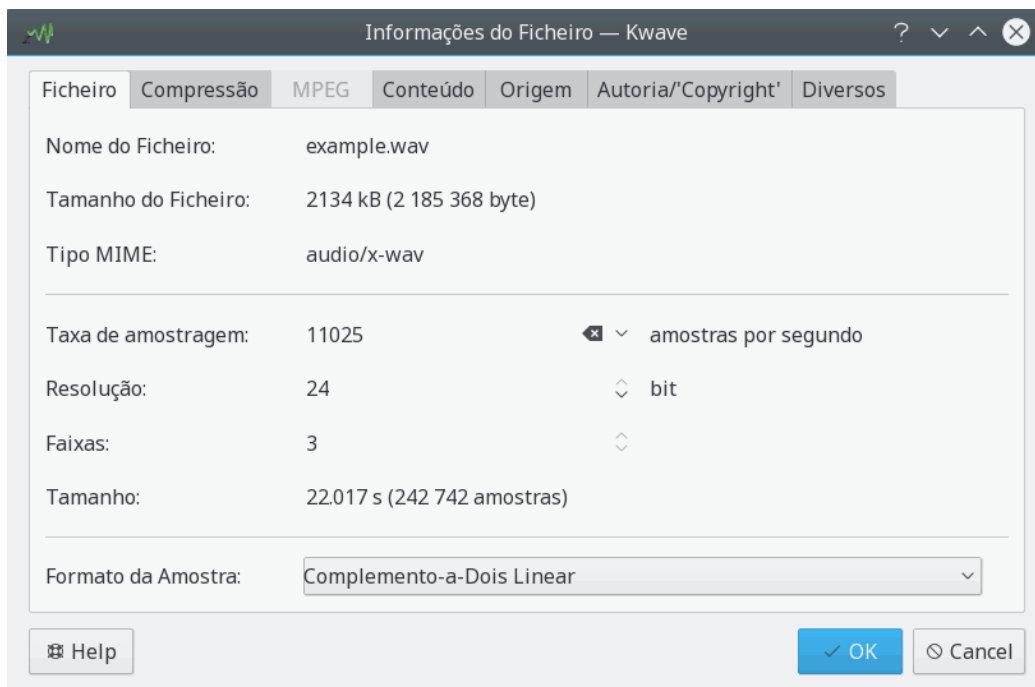 Informações do Ficheiro — Kwave
Ficheiro Compressão MPEG Conteúdo Origem Autoria/'Copyright' Diversos
Nome do Ficheiro: example.wav
Tamanho do Ficheiro: 2134 kB (2 185 368 byte)
Tipo MIME: audio/x-wav
Taxa de amostragem: 11025 amostras por segundo
Resolução: 24 bit
Faixas: 3
Tamanho: 22.017 s (242 742 amostras)
Formato da Amostra: Complemento-a-Dois Linear
Help OK Cancel